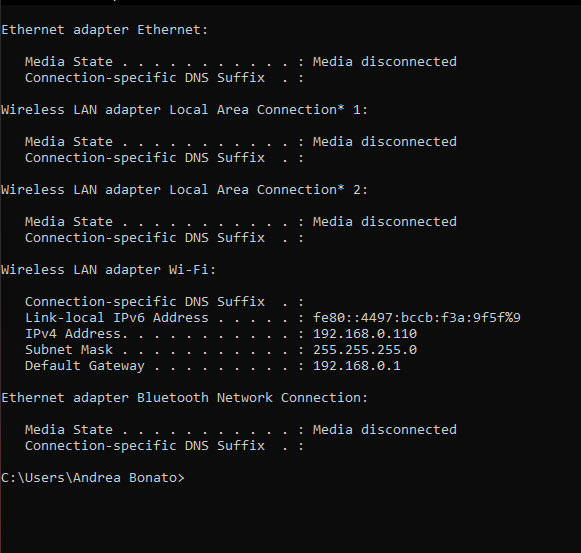 Ethernet adapter Ethernet:
Media State . . . . . . . . . . . : Media disconnected
Connection-specific DNS Suffix  . :
Wireless LAN adapter Local Area Connection* 1:
Media State . . . . . . . . . . . : Media disconnected
Connection-specific DNS Suffix  . :
Wireless LAN adapter Local Area Connection* 2:
Media State . . . . . . . . . . . : Media disconnected
Connection-specific DNS Suffix  . :
Wireless LAN adapter Wi-Fi:
Connection-specific DNS Suffix  . :
Link-local IPv6 Address . . . . . : fe80::4497:bccb:f3a:9f5f%9
IPv4 Address. . . . . . . . . . . : 192.168.0.110
Subnet Mask . . . . . . . . . . . : 255.255.255.0
Default Gateway . . . . . . . . . : 192.168.0.1
Ethernet adapter Bluetooth Network Connection:
Media State . . . . . . . . . . . : Media disconnected
Connection-specific DNS Suffix  . :
C:\Users\Andrea Bonato>